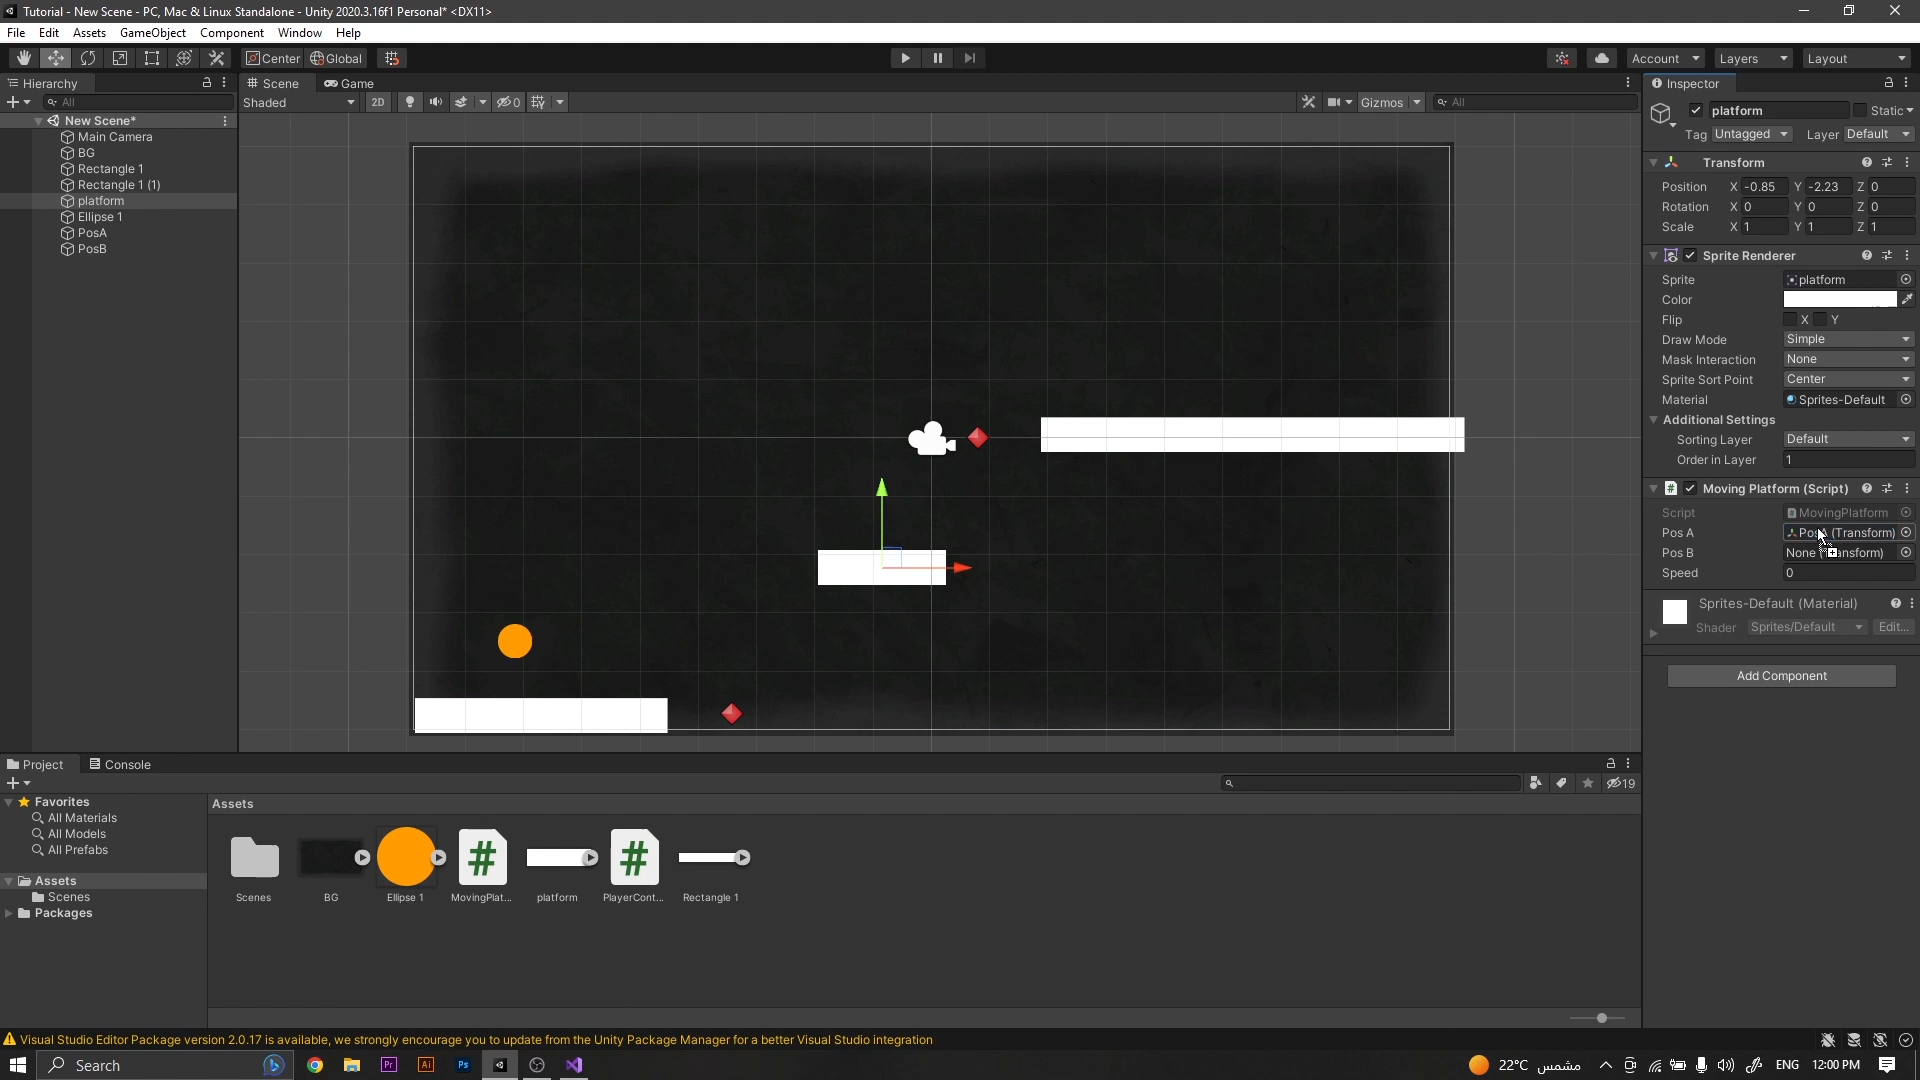 Tutorial - New Scene - PC, Mac & Linux Standalone - Unity 2020.3.16f1 Personal* <DX11>
File Edit Assets GameObject Component Window Help
Center Global Account Layers Layout
Hierarchy
All
New Scene*
Main Camera
BG
Rectangle 1
Rectangle 1 (1)
platform
Ellipse 1
PosA
PosB
Scene Game
Shaded 2D 0 Gizmos All
Inspector
platform Static
Tag Untagged Layer Default
Transform
Position X -0.85 Y -2.23 Z 0
Rotation X 0 Y 0 Z 0
Scale X 1 Y 1 Z 1
Sprite Renderer
Sprite platform
Color
Flip X Y
Draw Mode Simple
Mask Interaction None
Sprite Sort Point Center
Material Sprites-Default
Additional Settings
Sorting Layer Default
Order in Layer 1
# Moving Platform (Script)
Script MovingPlatform
Pos A (Transform)
Pos B None
Speed 0
Sprites-Default (Material)
Shader Sprites/Default Edit...
Add Component
Project Console
19
Favorites
All Materials
All Models
All Prefabs
Assets
Scenes
Packages
Assets
# #
Scenes BG Ellipse 1 MovingPlat... platform PlayerCont... Rectangle 1
Visual Studio Editor Package version 2.0.17 is available, we strongly encourage you to update from the Unity Package Manager for a better Visual Studio integration
Search Pr Ai Ps 22°C مشمس ENG 12:00 PM